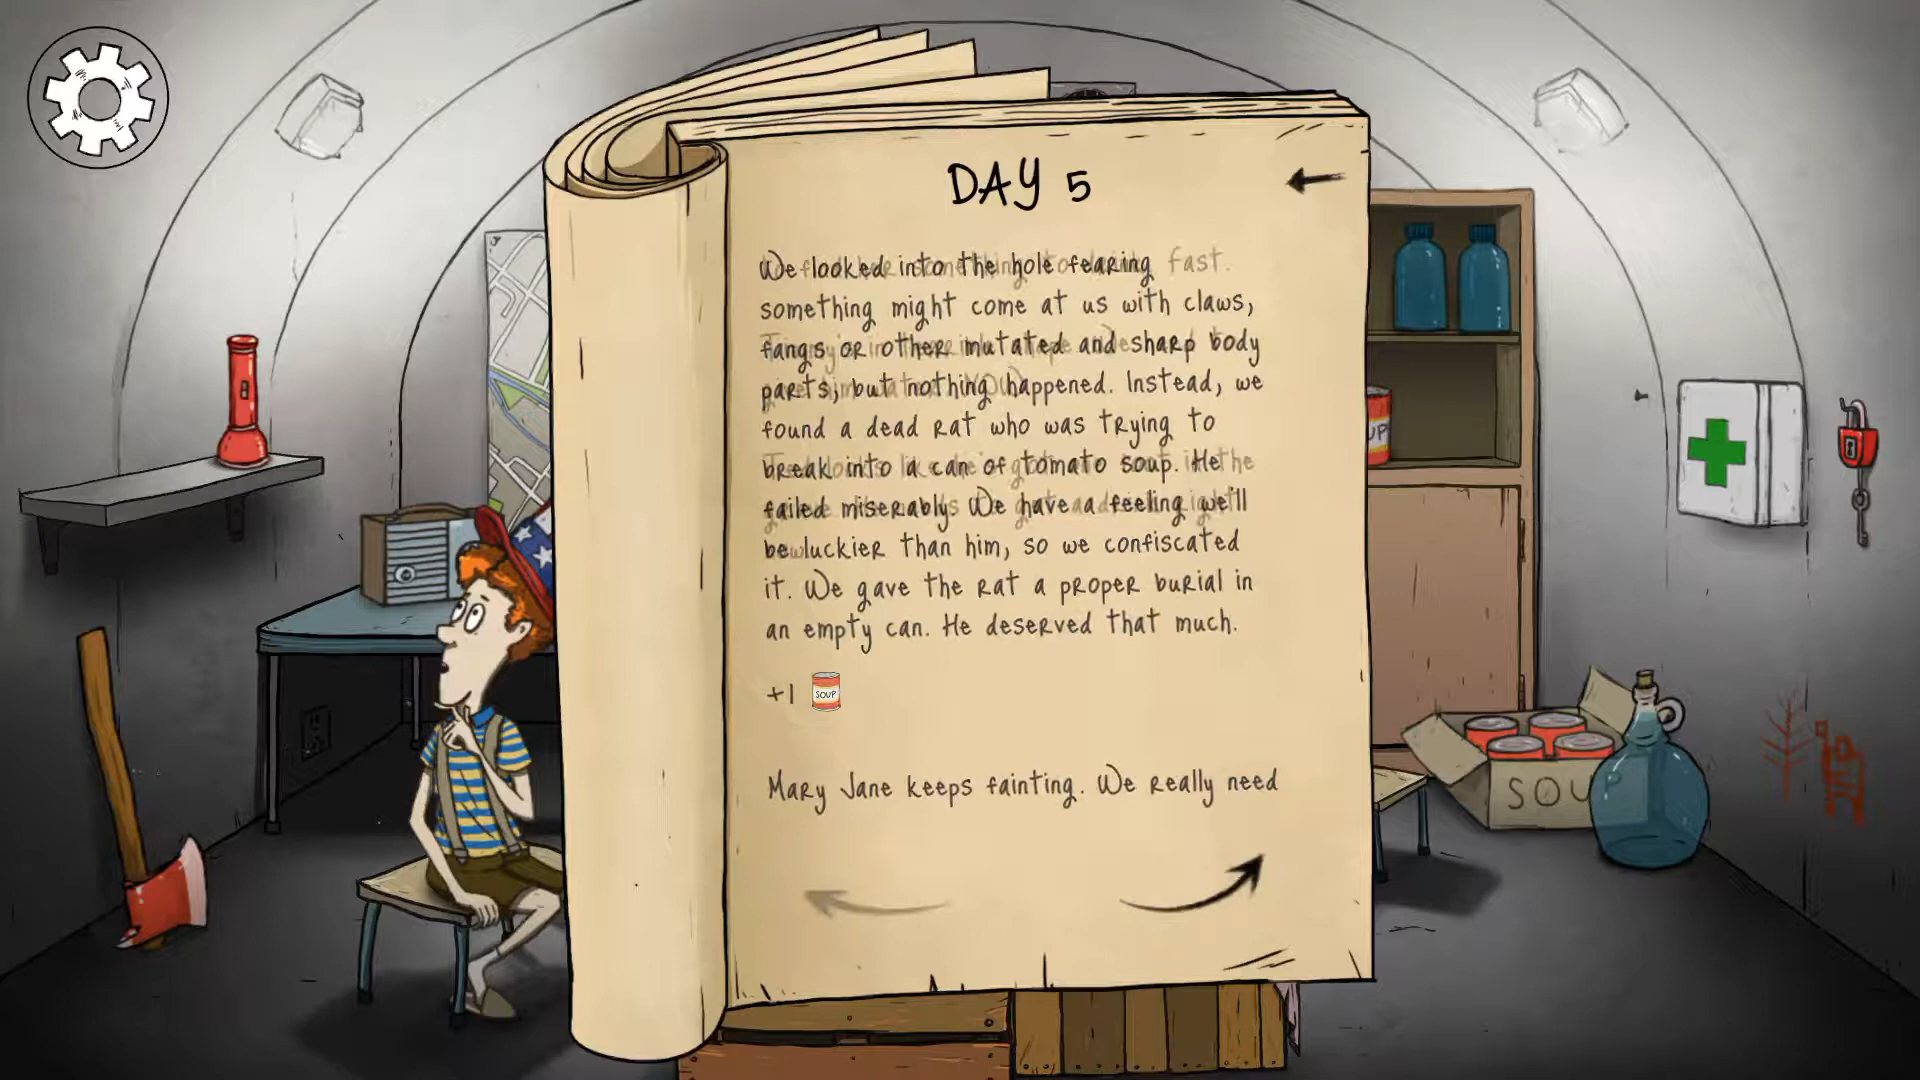 DAY 5
We looked into the hole fearing fast.
something might come at us with claws,
fangs or other mutated and sharp body
parts, but nothing happened. Instead, we
found a dead rat who was trying to
break into a can of tomato soup. He the
failed miserably. We have a feeling we'll
be luckier than him, so we confiscated
it. We gave the rat a proper burial in
an empty can. He deserved that much.
+1 SOUP
Mary Jane keeps fainting. We really need
UP
SOU